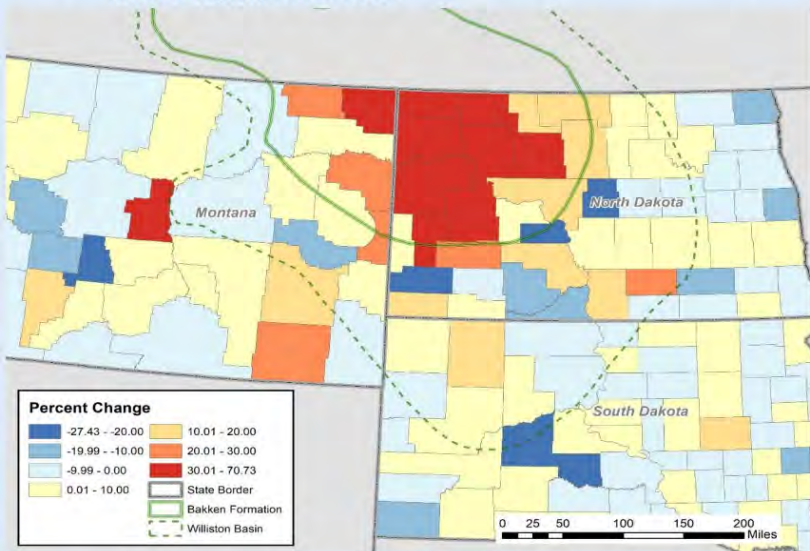 Montana
North Dakota
South Dakota
Percent Change
-27.43 - -20.00
-19.99 - -10.00
-9.99 - 0.00
0.01 - 10.00
10.01 - 20.00
20.01 - 30.00
30.01 - 70.73
State Border
Bakken Formation
Williston Basin
0 25 50 100 150 200
Miles